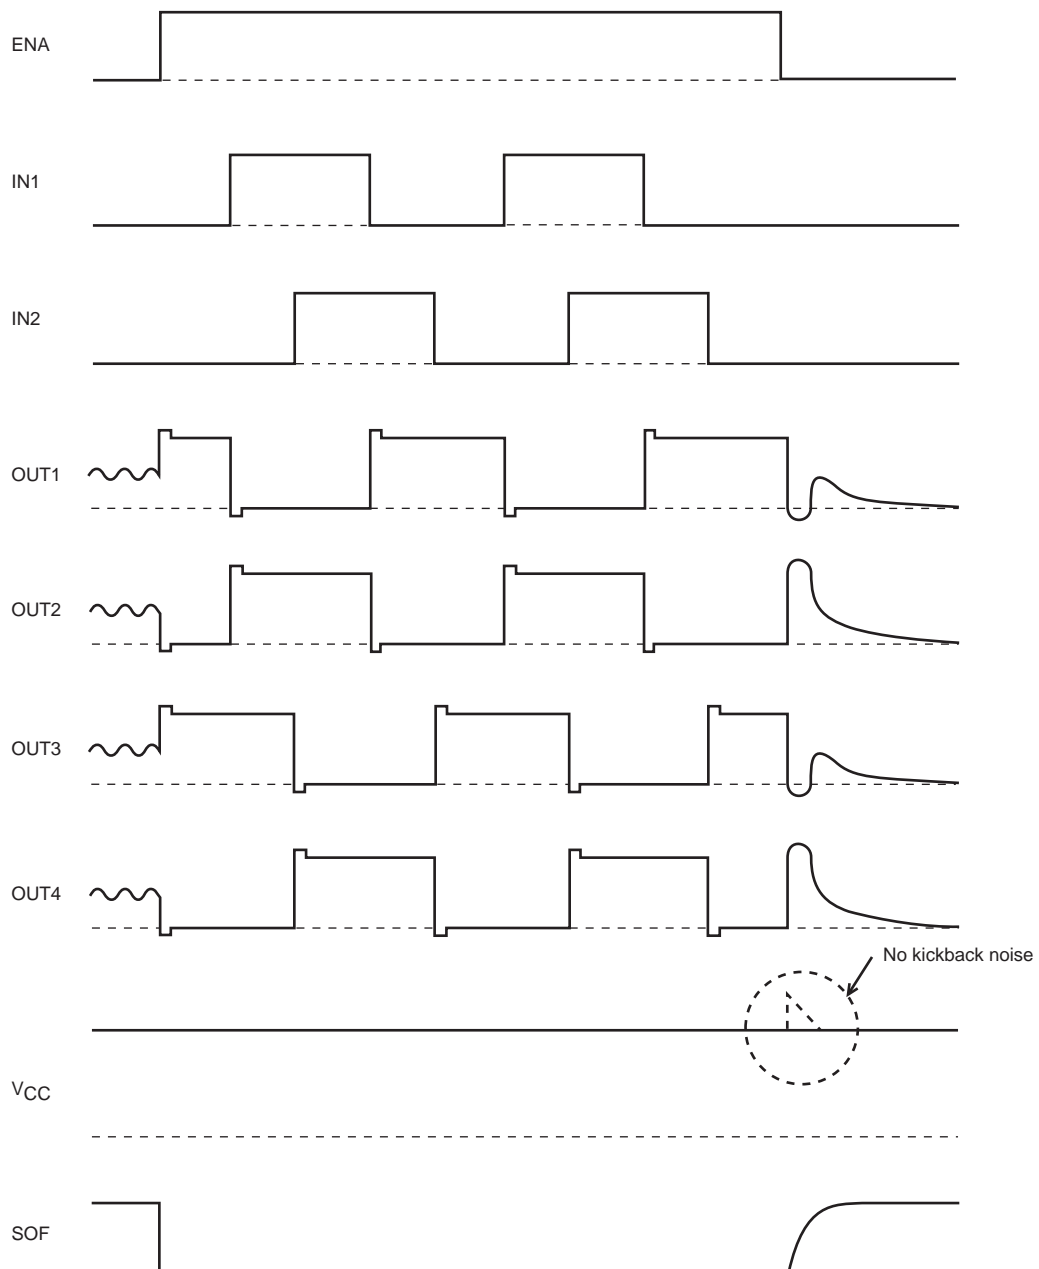 ENA
IN1
IN2
OUT1
OUT2
OUT3
OUT4
No kickback noise
VCC
SOF